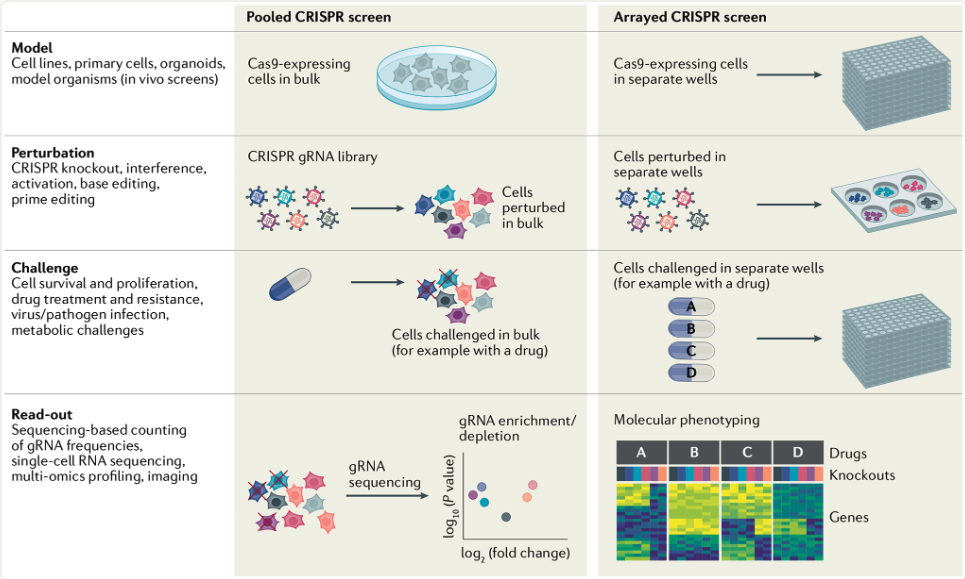 Pooled CRISPR screen
Arrayed CRISPR screen
Model
Cell lines, primary cells, organoids,
model organisms (in vivo screens)
Cas9-expressing
cells in bulk
Cas9-expressing cells
in separate wells
Perturbation
CRISPR knockout, interference,
activation, base editing,
prime editing
CRISPR gRNA library
Cells
perturbed
in bulk
Cells perturbed in
separate wells
Challenge
Cell survival and proliferation,
drug treatment and resistance,
virus/pathogen infection,
metabolic challenges
Cells challenged in bulk
(for example with a drug)
Cells challenged in separate wells
(for example with a drug)
A
B
C
D
Read-out
Sequencing-based counting
of gRNA frequencies,
single-cell RNA sequencing,
multi-omics profiling, imaging
gRNA
sequencing
gRNA enrichment/
depletion
log₁₀ (P value)
log₂ (fold change)
Molecular phenotyping
A B C D Drugs
Knockouts
Genes